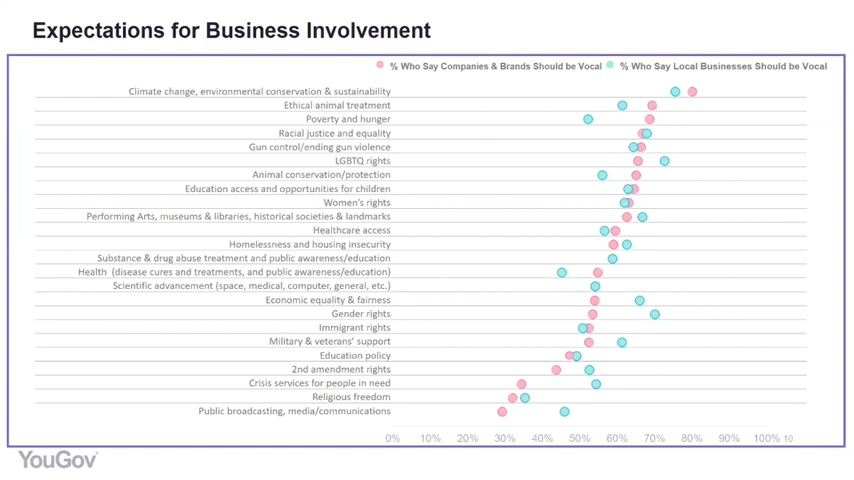 Expectations for Business Involvement
% Who Say Companies & Brands Should be Vocal % Who Say Local Businesses Should be Vocal
Climate change, environmental conservation & sustainability
Ethical animal treatment
Poverty and hunger
Racial justice and equality
Gun control/ending gun violence
LGBTQ rights
Animal conservation/protection
Education access and opportunities for children
Women's rights
Performing Arts, museums & libraries, historical societies & landmarks
Healthcare access
Homelessness and housing insecurity
Substance & drug abuse treatment and public awareness/education
Health (disease cures and treatments, and public awareness/education)
Scientific advancement (space, medical, computer, general, etc.)
Economic equality & fairness
Gender rights
Immigrant rights
Military & veterans' support
Education policy
2nd amendment rights
Crisis services for people in need
Religious freedom
Public broadcasting, media/communications
0% 10% 20% 30% 40% 50% 60% 70% 80% 90% 100% 10
YouGov